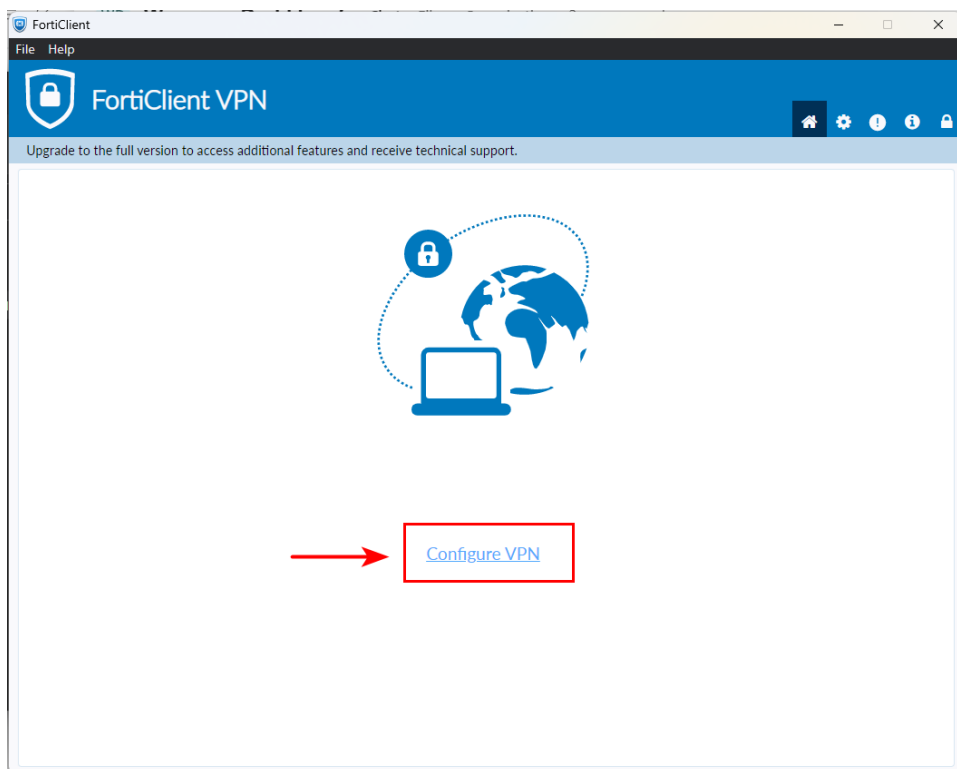 FortiClient
File Help
FortiClient VPN
Upgrade to the full version to access additional features and receive technical support.
Configure VPN